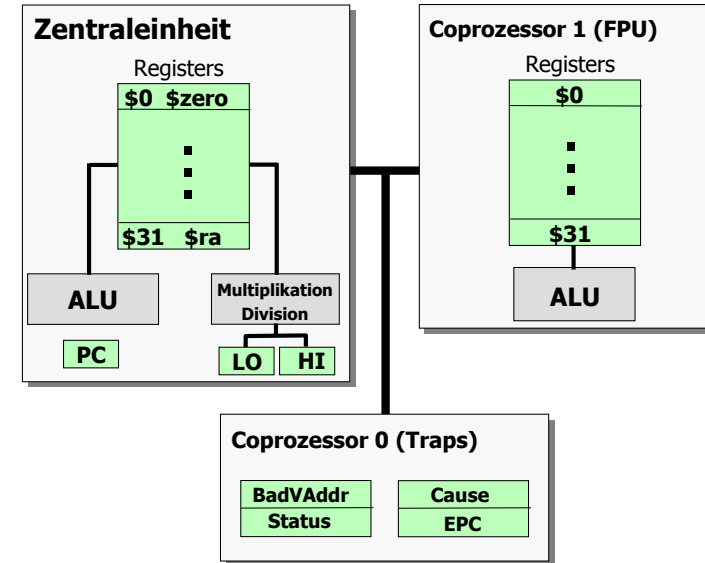 Zentraleinheit
Registers
$0 $zero
$31 $ra
ALU
Multiplikation
Division
PC
LO
HI
Coprozessor 1 (FPU)
Registers
$0
$31
ALU
Coprozessor 0 (Traps)
BadVAddr
Status
Cause
EPC